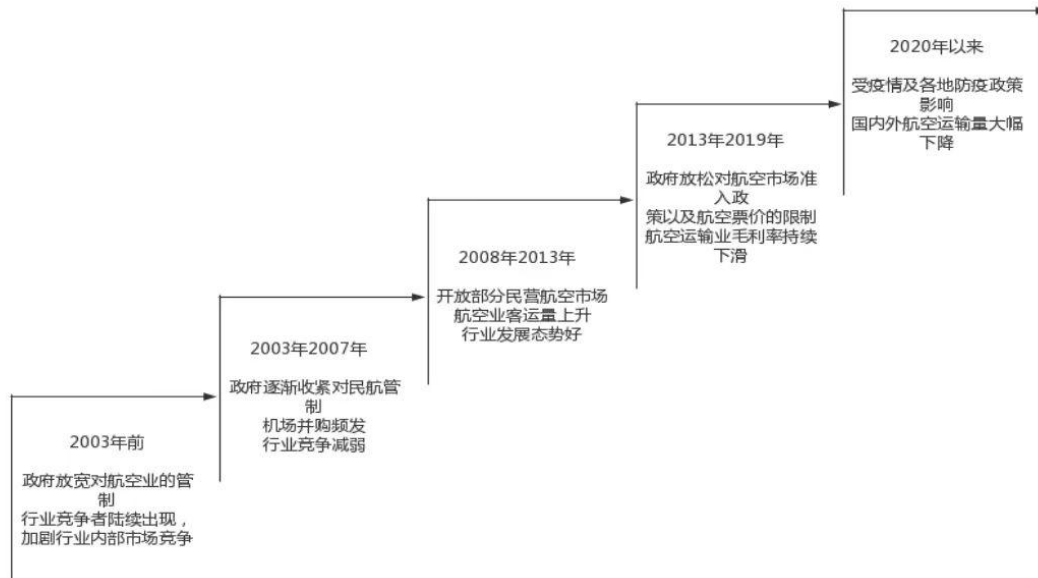 2003年前
政府放宽对航空业的管
制
行业竞争者陆续出现，
加剧行业内部市场竞争
2003年2007年
政府逐渐收紧对民航管
制
机场并购频发
行业竞争减弱
2008年2013年
开放部分民营航空市场
航空业客运量上升
行业发展态势好
2013年2019年
政府放松对航空市场准
入政
策以及航空票价的限制
航空运输业毛利率持续
下滑
2020年以来
受疫情及各地防疫政策
影响
国内外航空运输量大幅
下降